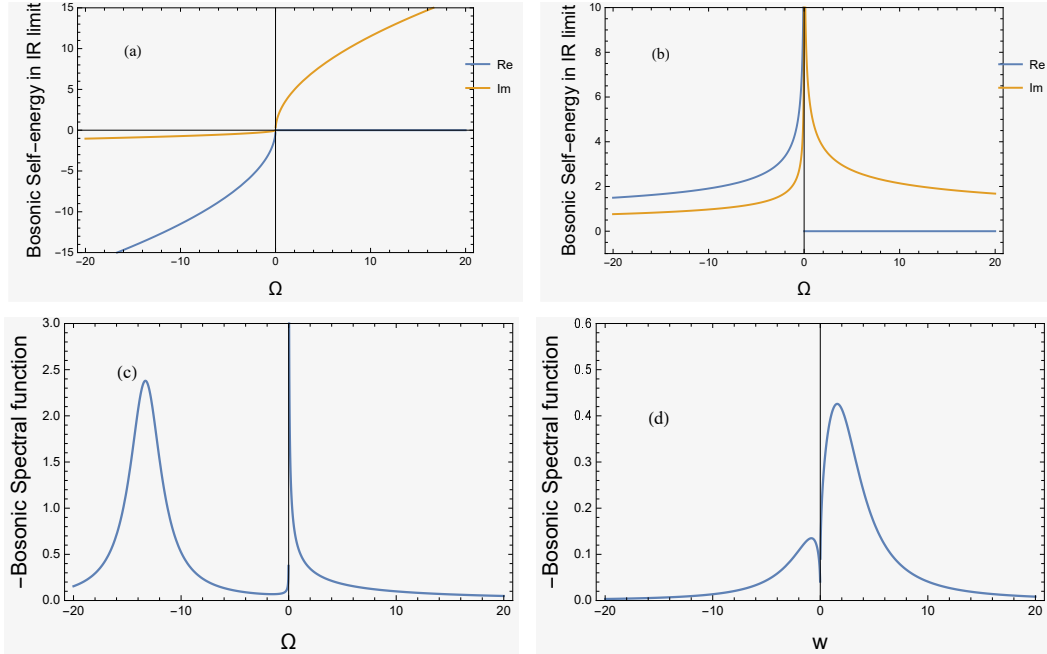 Bosonic Self-energy in IR limit
15
10
5
0
−5
−10
−15
−20
−10
0
10
20
Ω
(a)
Re
Im
Bosonic Self-energy in IR limit
10
8
6
4
2
0
−20
−10
0
10
20
Ω
(b)
Re
Im
−Bosonic Spectral function
3.0
2.5
2.0
1.5
1.0
0.5
0.0
−20
−10
0
10
20
Ω
(c)
−Bosonic Spectral function
0.6
0.5
0.4
0.3
0.2
0.1
0.0
−20
−10
0
10
20
w
(d)